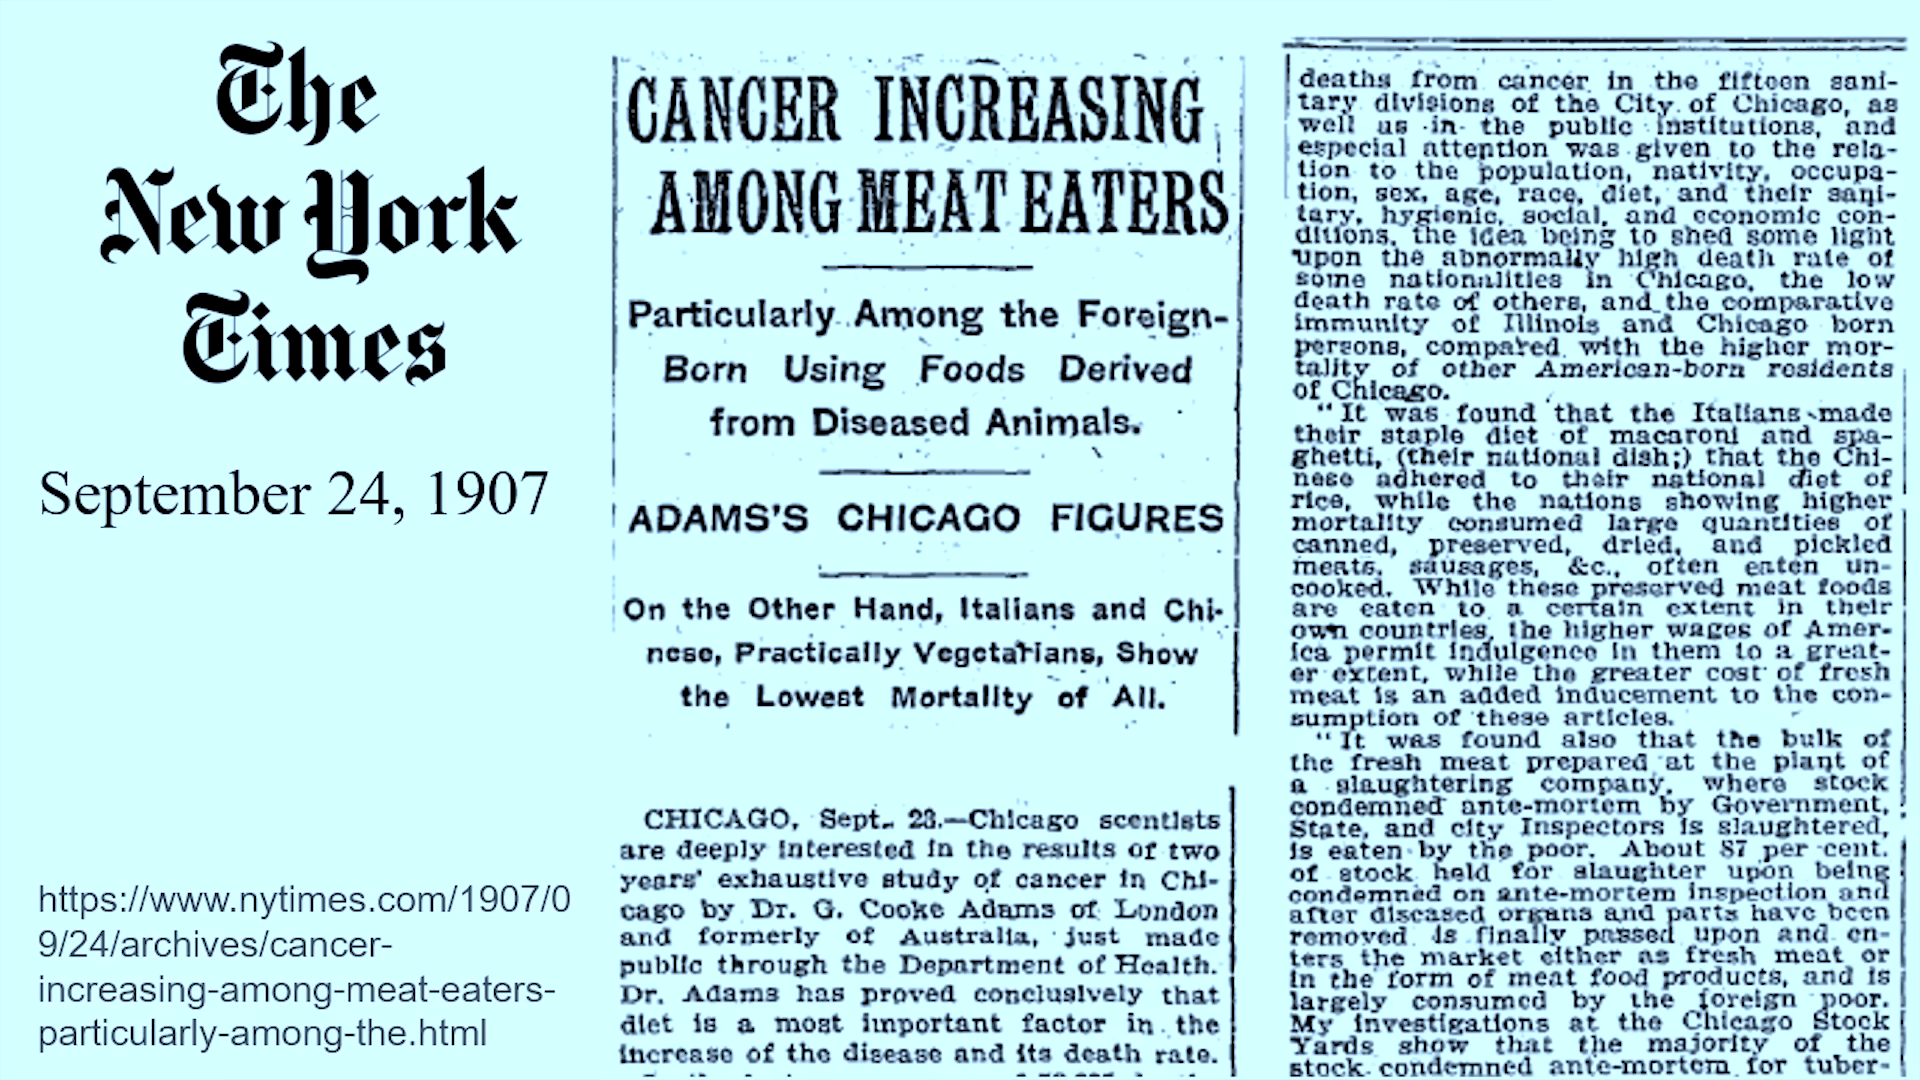 The
New York
Times
September 24, 1907
https://www.nytimes.com/1907/0
9/24/archives/cancer-
increasing-among-meat-eaters-
particularly-among-the.html
CANCER INCREASING
AMONG MEAT EATERS
Particularly Among the Foreign-
Born Using Foods Derived
from Diseased Animals.
ADAMS'S CHICAGO FIGURES
On the Other Hand, Italians and Chi-
nese, Practically Vegetarians, Show
the Lowest Mortality of All.
CHICAGO, Sept. 23.—Chicago scentists
are deeply interested in the results of two
years' exhaustive study of cancer in Chi-
cago by Dr. G. Cooke Adams of London
and formerly of Australia, just made
public through the Department of Health.
Dr. Adams has proved conclusively that
diet is a most important factor in the
increase of the disease and its death rate.
deaths from cancer in the fifteen sani-
tary divisions of the City of Chicago, as
well as in the public institutions, and
especial attention was given to the rela-
tion to the population, nativity, occupa-
tion, sex, age, race, diet, and their sani-
tary, hygienic, social, and economic con-
ditions, the idea being to shed some light
upon the abnormally high death rate of
some nationalities in Chicago, the low
death rate of others, and the comparative
immunity of Illinois and Chicago born
persons, compared with the higher mor-
tality of other American-born residents
of Chicago.
"It was found that the Italians made
their staple diet of macaroni and spa-
ghetti, (their national dish;) that the Chi-
nese adhered to their national diet of
rice, while the nations showing higher
mortality consumed large quantities of
canned, preserved, dried, and pickled
meats, sausages, &c., often eaten un-
cooked. While these preserved meat foods
are eaten to a certain extent in their
own countries, the higher wages of Amer-
ica permit indulgence in them to a great-
er extent, while the greater cost of fresh
meat is an added inducement to the con-
sumption of these articles.
"It was found also that the bulk of
the fresh meat prepared at the plant of
a slaughtering company, where stock
condemned ante-mortem by Government,
State, and city Inspectors is slaughtered,
is eaten by the poor. About 87 per cent.
of stock held for slaughter upon being
condemned on ante-mortem inspection and
after diseased organs and parts have been
removed is finally passed upon and en-
ters the market either as fresh meat or
in the form of meat food products, and is
largely consumed by the foreign poor.
My investigations at the Chicago Stock
Yards show that the majority of the
stock condemned ante-mortem for tuber-